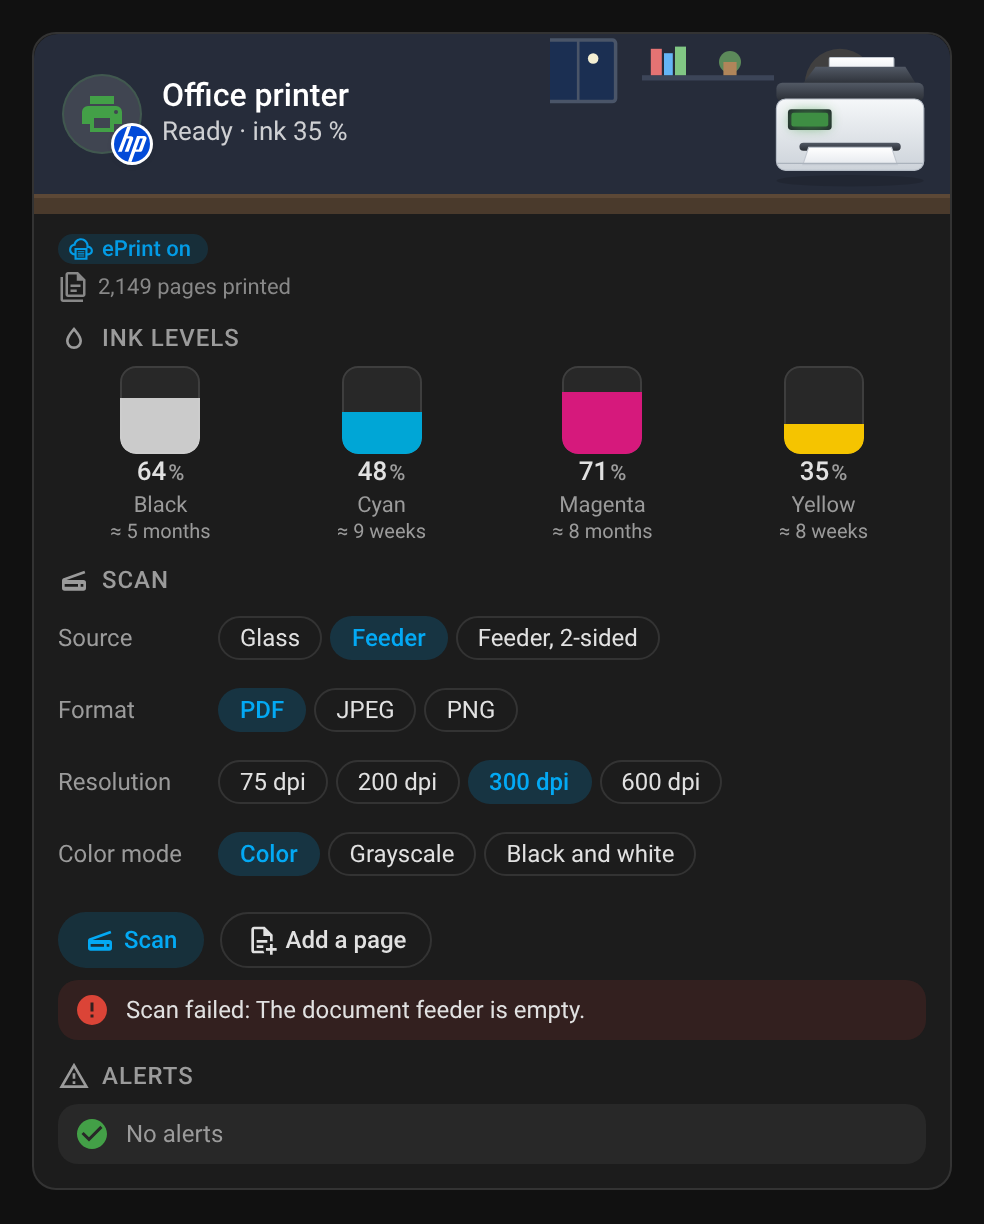 Office printer
Ready · ink 35 %
hp
ePrint on
2,149 pages printed
INK LEVELS
64% 48% 71% 35%
Black Cyan Magenta Yellow
≈ 5 months ≈ 9 weeks ≈ 8 months ≈ 8 weeks
SCAN
Source Glass Feeder Feeder, 2-sided
Format PDF JPEG PNG
Resolution 75 dpi 200 dpi 300 dpi 600 dpi
Color mode Color Grayscale Black and white
Scan Add a page
Scan failed: The document feeder is empty.
ALERTS
No alerts